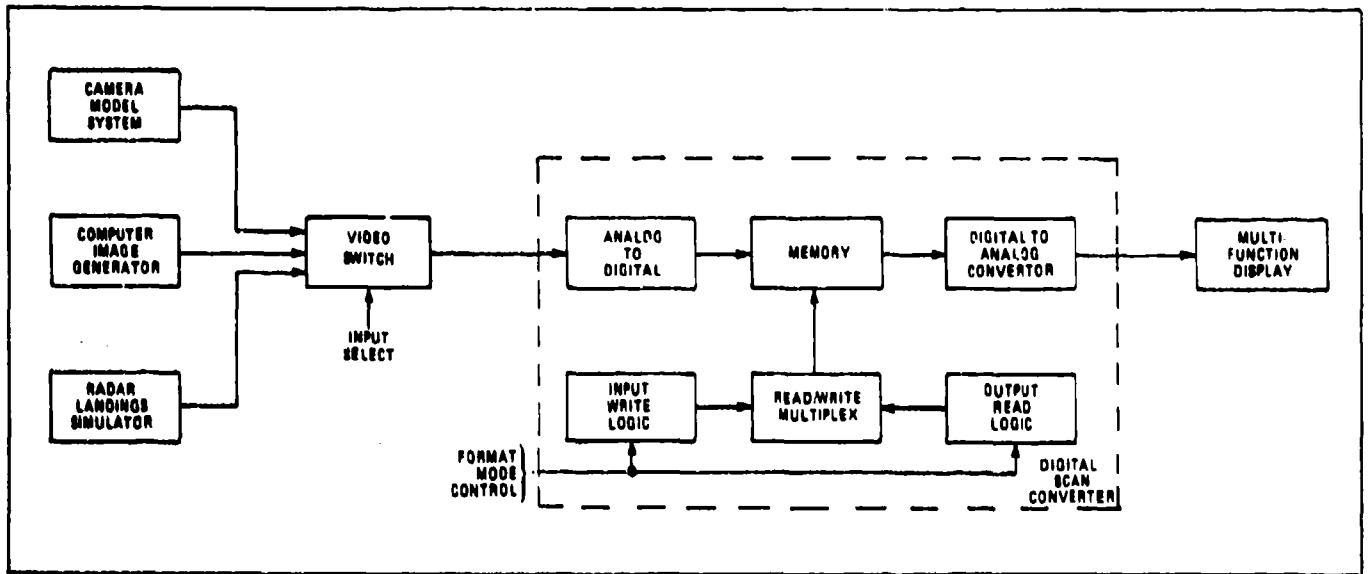 CAMERA
MODEL
SYSTEM
COMPUTER
IMAGE
GENERATOR
RADAR
LANDINGS
SIMULATOR
VIDEO
SWITCH
INPUT
SELECT
ANALOG
TO
DIGITAL
MEMORY
DIGITAL TO
ANALOG
CONVERTOR
MULTI-
FUNCTION
DISPLAY
INPUT
WRITE
LOGIC
READ/WRITE
MULTIPLEX
OUTPUT
READ
LOGIC
FORMAT
MODE
CONTROL
DIGITAL
SCAN
CONVERTER